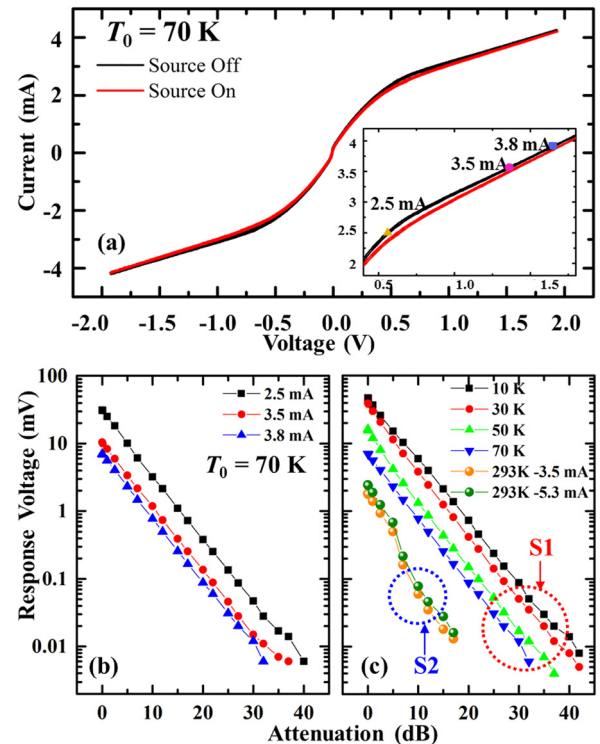 T₀ = 70 K
Source Off
Source On
Current (mA)
4
2
0
-2
-4
(a)
4
3.5
3
2.5
2
3.8 mA
3.5 mA
2.5 mA
0.5
1.0
1.5
-2.0 -1.5 -1.0 -0.5 0.0 0.5 1.0 1.5 2.0
Voltage (V)
Response Voltage (mV)
100
10
1
0.1
0.01
2.5 mA
3.5 mA
3.8 mA
T₀ = 70 K
(b)
0 10 20 30 40
10 K
30 K
50 K
70 K
293K -3.5 mA
293K -5.3 mA
S1
S2
(c)
0 10 20 30 40
Attenuation (dB)